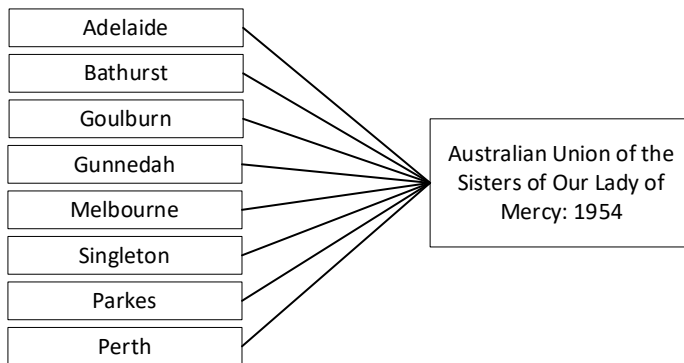 Adelaide
Bathurst
Goulburn
Gunnedah
Melbourne
Singleton
Parkes
Perth
Australian Union of the
Sisters of Our Lady of
Mercy: 1954